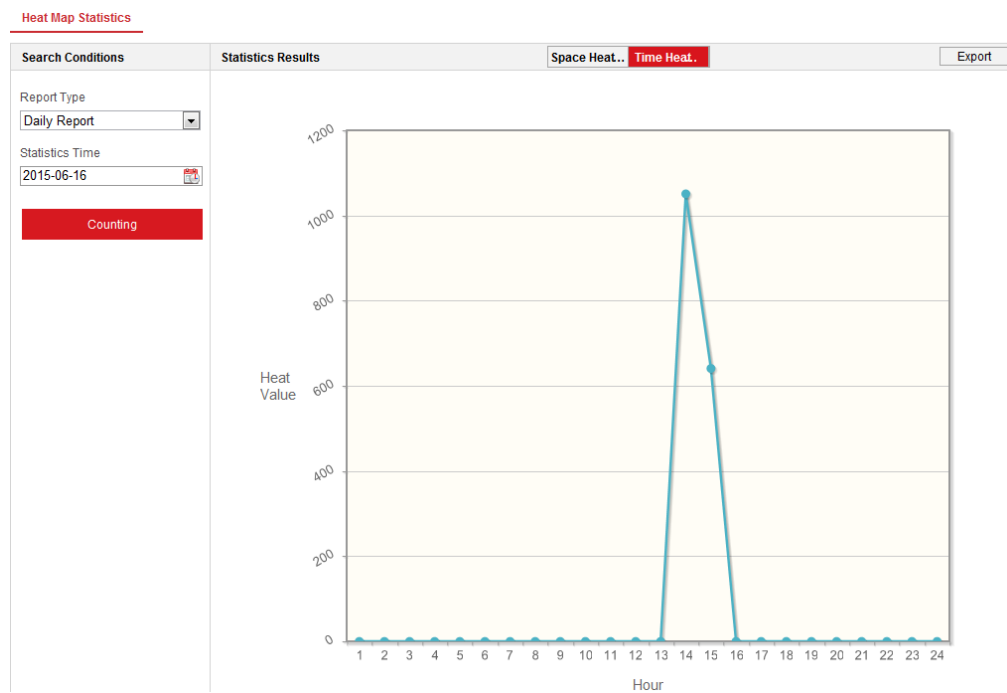 Heat Map Statistics
Search Conditions
Statistics Results
Space Heat...
Time Heat..
Export
Report Type
Daily Report
Statistics Time
2015-06-16
Counting
1200
1000
800
600
400
200
0
Heat
Value
1 2 3 4 5 6 7 8 9 10 11 12 13 14 15 16 17 18 19 20 21 22 23 24
Hour